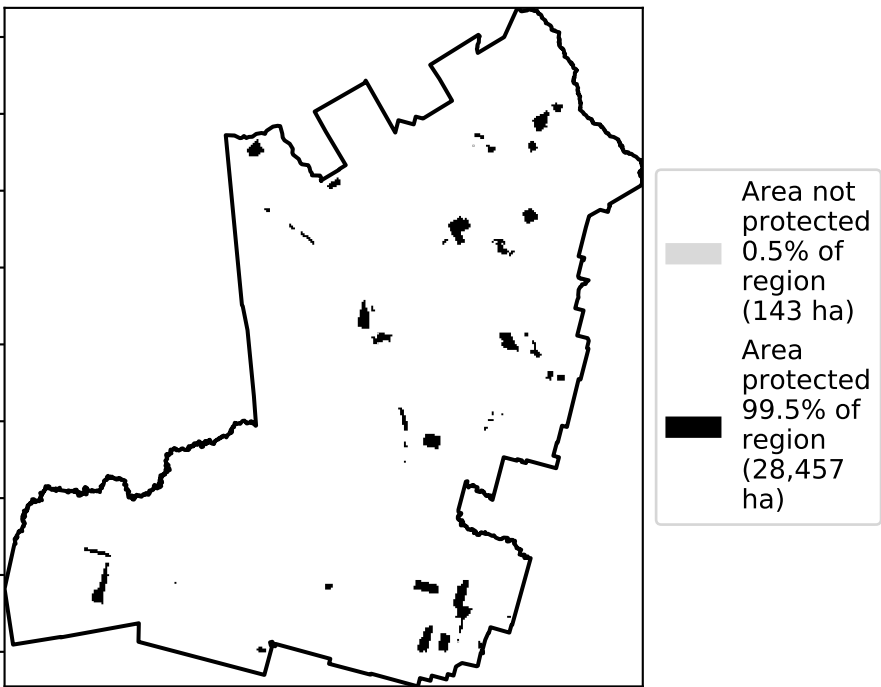 Area not
protected
0.5% of
region
(143 ha)
Area
protected
99.5% of
region
(28,457
ha)